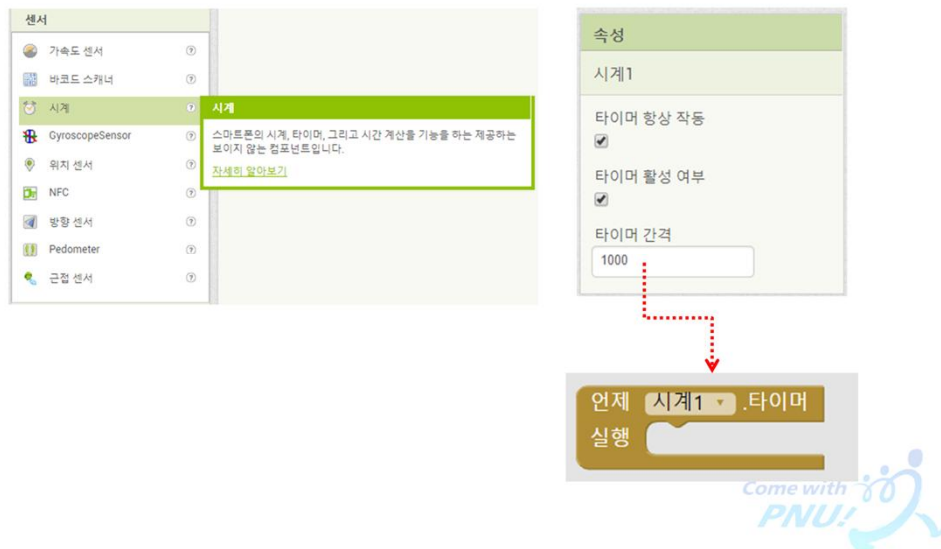 센서
가속도 센서
바코드 스캐너
시계
GyroscopeSensor
위치 센서
NFC
방향 센서
Pedometer
근접 센서
시계
스마트폰의 시계, 타이머, 그리고 시간 계산을 기능을 하는 제공하는
보이지 않는 컴포넌트입니다.
자세히 알아보기
속성
시계1
타이머 항상 작동
타이머 활성 여부
타이머 간격
1000
언제 시계1 .타이머
실행
Come with
PNU!